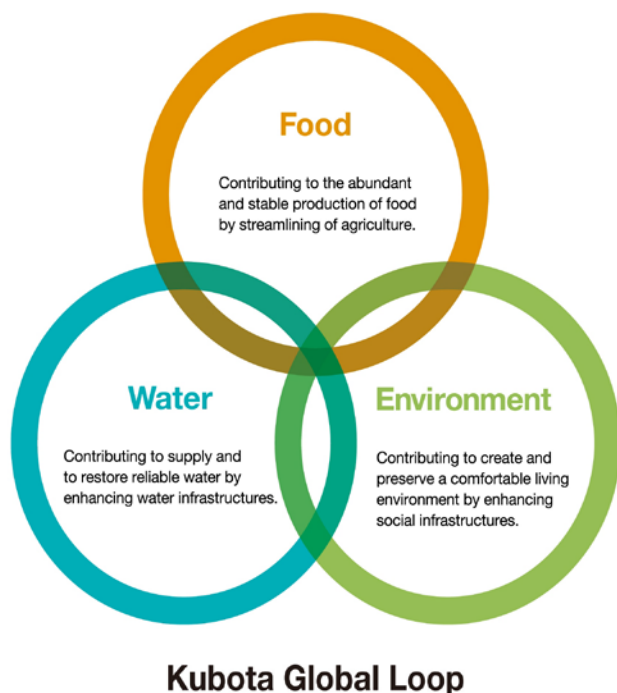 Food
Contributing to the abundant
and stable production of food
by streamlining of agriculture.
Water
Contributing to supply and
to restore reliable water by
enhancing water infrastructures.
Environment
Contributing to create and
preserve a comfortable living
environment by enhancing
social infrastructures.
Kubota Global Loop